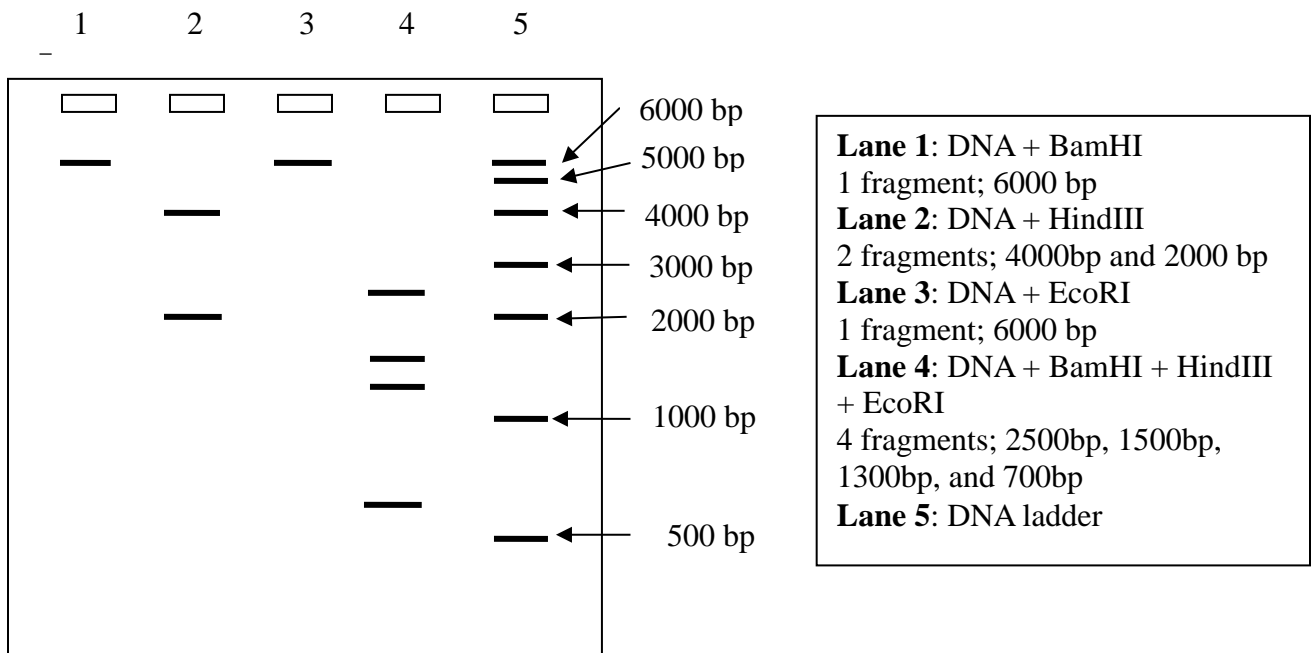 1 2 3 4 5
–
6000 bp
5000 bp
4000 bp
3000 bp
2000 bp
1000 bp
500 bp
Lane 1: DNA + BamHI
1 fragment; 6000 bp
Lane 2: DNA + HindIII
2 fragments; 4000bp and 2000 bp
Lane 3: DNA + EcoRI
1 fragment; 6000 bp
Lane 4: DNA + BamHI + HindIII
+ EcoRI
4 fragments; 2500bp, 1500bp,
1300bp, and 700bp
Lane 5: DNA ladder